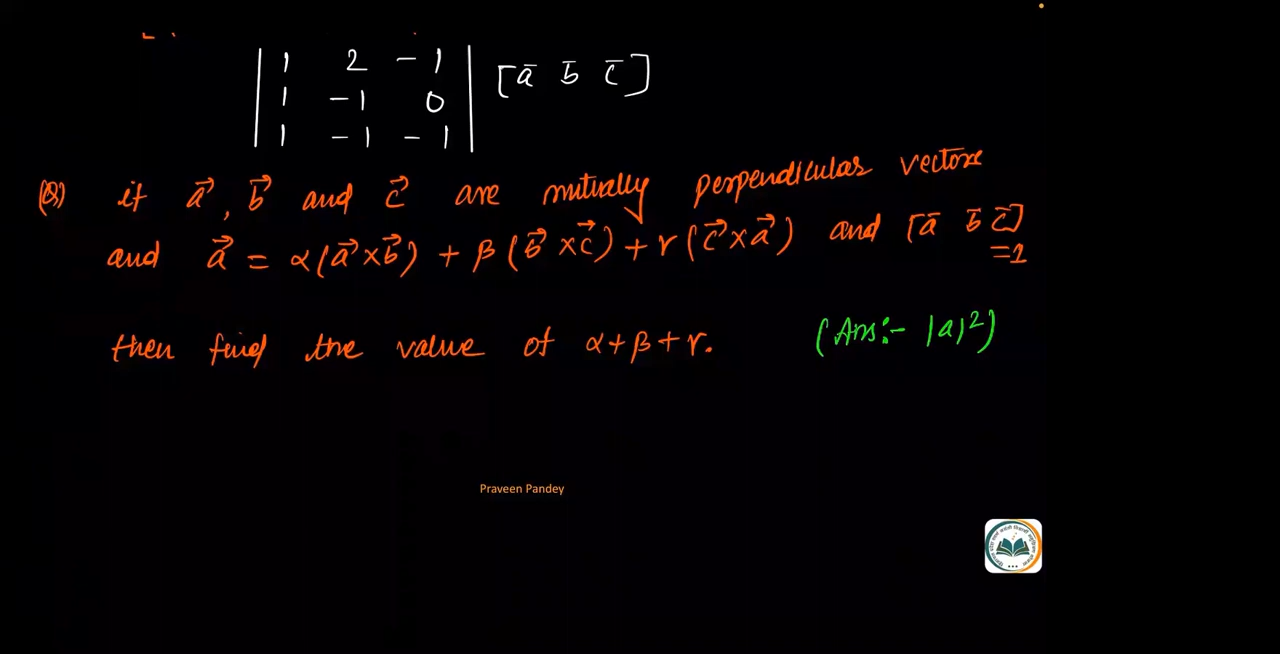 | 1 2 -1 |
| 1 -1 0 | [ā b̄ c̄]
| 1 -1 -1 |
(Q) if a⃗, b⃗ and c⃗ are mutually perpendicular vectors
and a⃗ = α(a⃗×b⃗) + β(b⃗×c⃗) + r(c⃗×a⃗) and [ā b̄ c̄]
=1
then find the value of α+β+r. (Ans:- |a|²)
Praveen Pandey